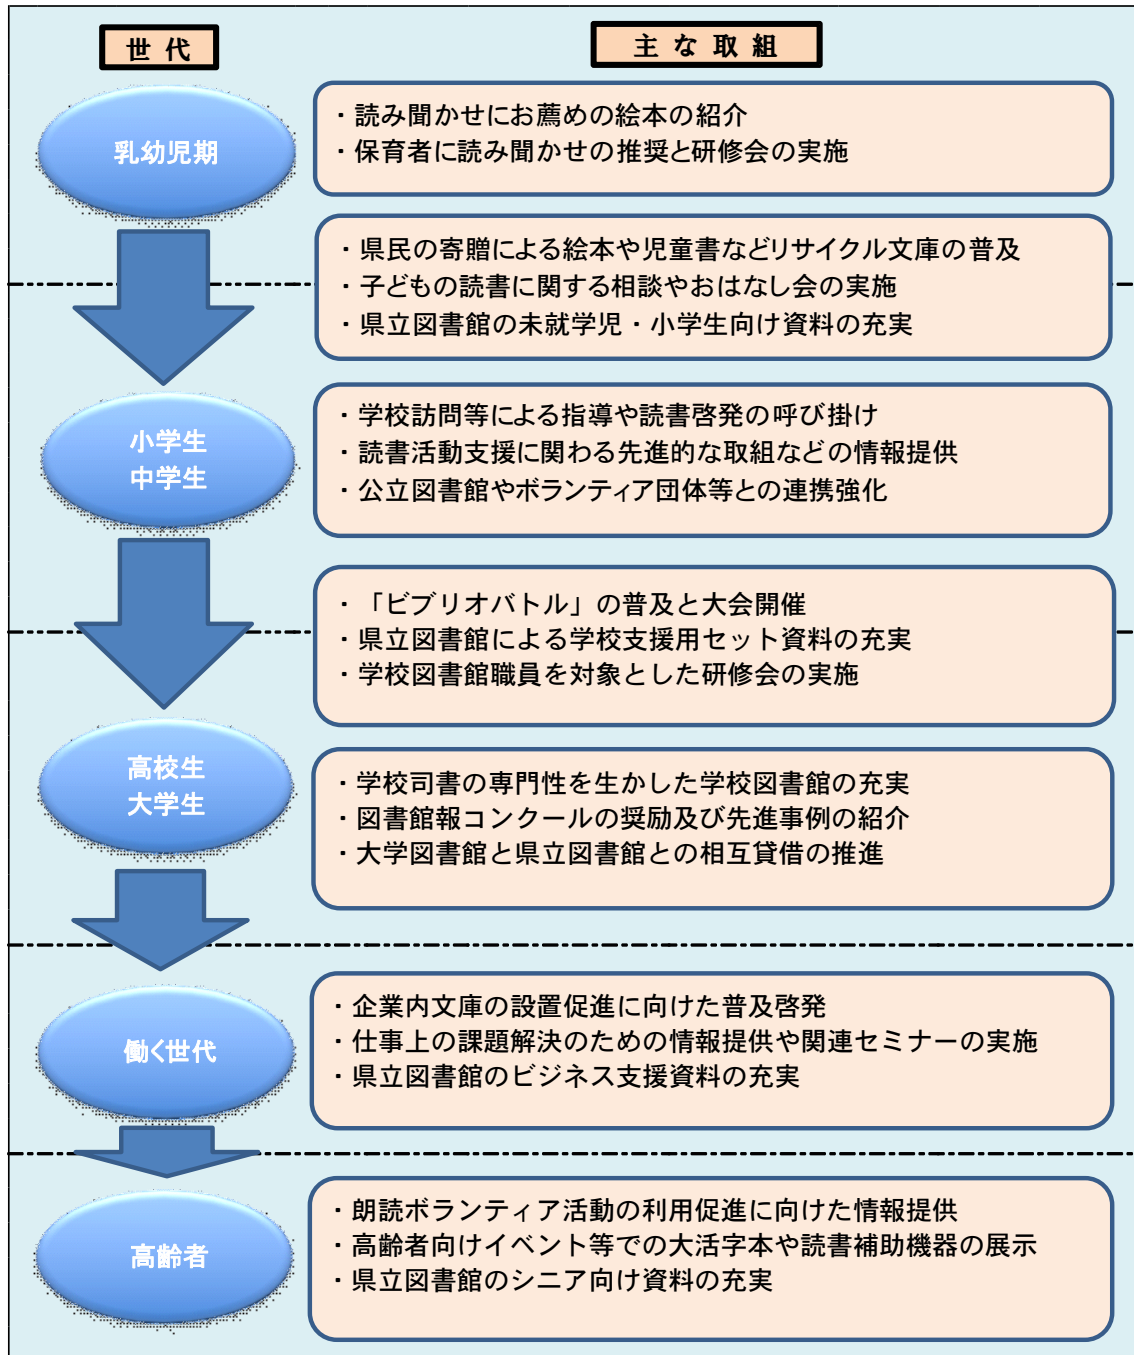 世 代
主 な 取 組
乳幼児期
・読み聞かせにお薦めの絵本の紹介
・保育者に読み聞かせの推奨と研修会の実施
・県民の寄贈による絵本や児童書などリサイクル文庫の普及
・子どもの読書に関する相談やおはなし会の実施
・県立図書館の未就学児・小学生向け資料の充実
小学生
中学生
・学校訪問等による指導や読書啓発の呼び掛け
・読書活動支援に関わる先進的な取組などの情報提供
・公立図書館やボランティア団体等との連携強化
・「ビブリオバトル」の普及と大会開催
・県立図書館による学校支援用セット資料の充実
・学校図書館職員を対象とした研修会の実施
高校生
大学生
・学校司書の専門性を生かした学校図書館の充実
・図書館報コンクールの奨励及び先進事例の紹介
・大学図書館と県立図書館との相互貸借の推進
働く世代
・企業内文庫の設置促進に向けた普及啓発
・仕事上の課題解決のための情報提供や関連セミナーの実施
・県立図書館のビジネス支援資料の充実
高齢者
・朗読ボランティア活動の利用促進に向けた情報提供
・高齢者向けイベント等での大活字本や読書補助機器の展示
・県立図書館のシニア向け資料の充実